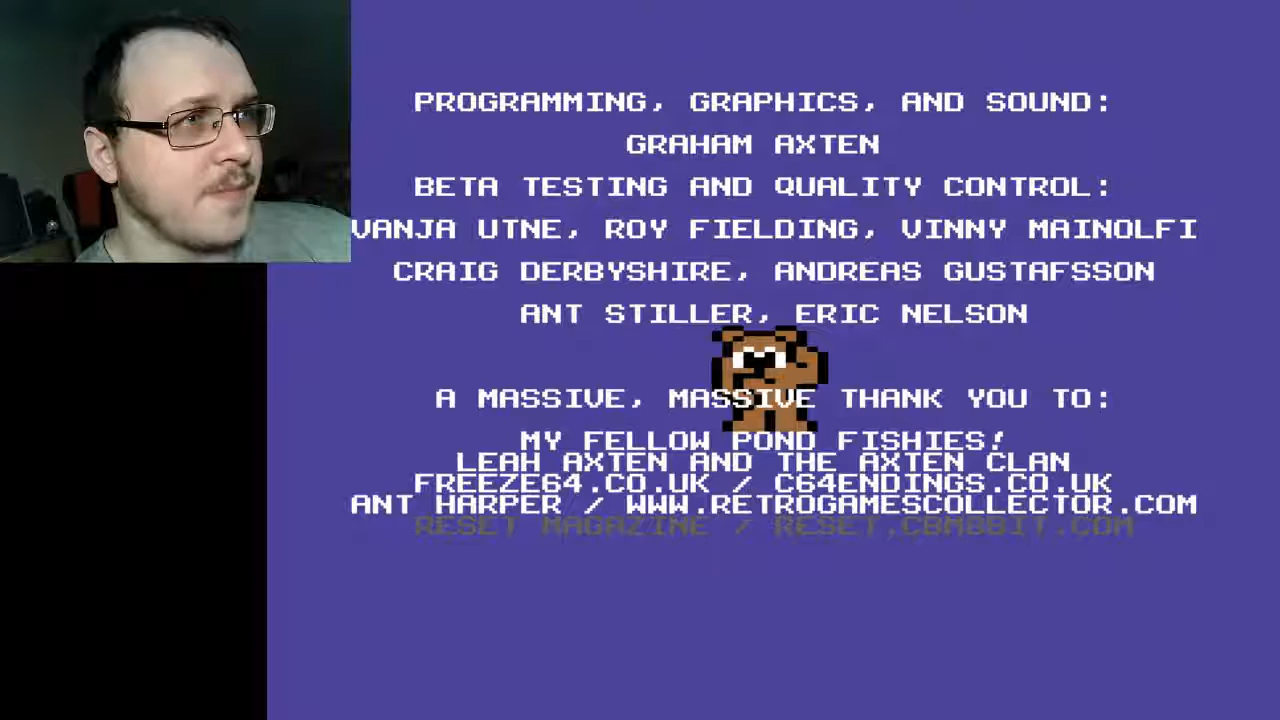 PROGRAMMING, GRAPHICS, AND SOUND:
GRAHAM AXTEN
BETA TESTING AND QUALITY CONTROL:
VANJA UTNE, ROY FIELDING, VINNY MAINOLFI
CRAIG DERBYSHIRE, ANDREAS GUSTAFSSON
ANT STILLER, ERIC NELSON
A MASSIVE, MASSIVE THANK YOU TO:
MY FELLOW POND FISHIES!
LEAH AXTEN AND THE AXTEN CLAN
FREEZE64.CO.UK / C64ENDINGS.CO.UK
ANT HARPER / WWW.RETROGAMESCOLLECTOR.COM
RESET MAGAZINE / RESET.CBM8BIT.COM